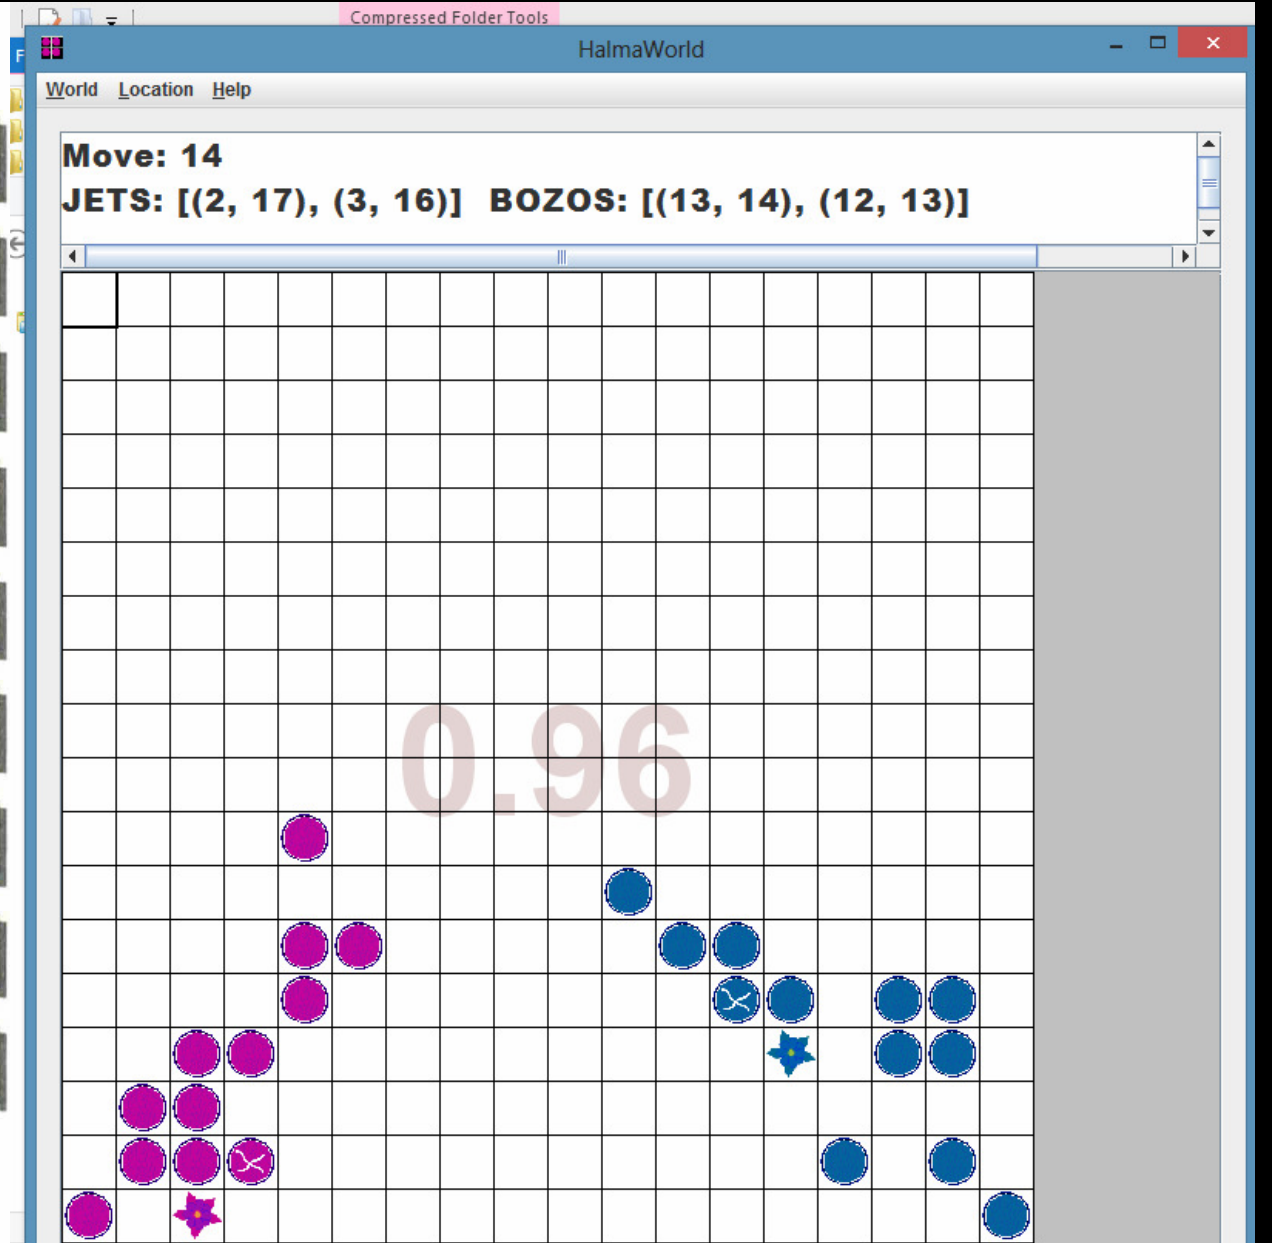 Compressed Folder Tools
F
HalmaWorld
World Location Help
Move: 14
JETS: [(2, 17), (3, 16)] BOZOS: [(13, 14), (12, 13)]
0.96